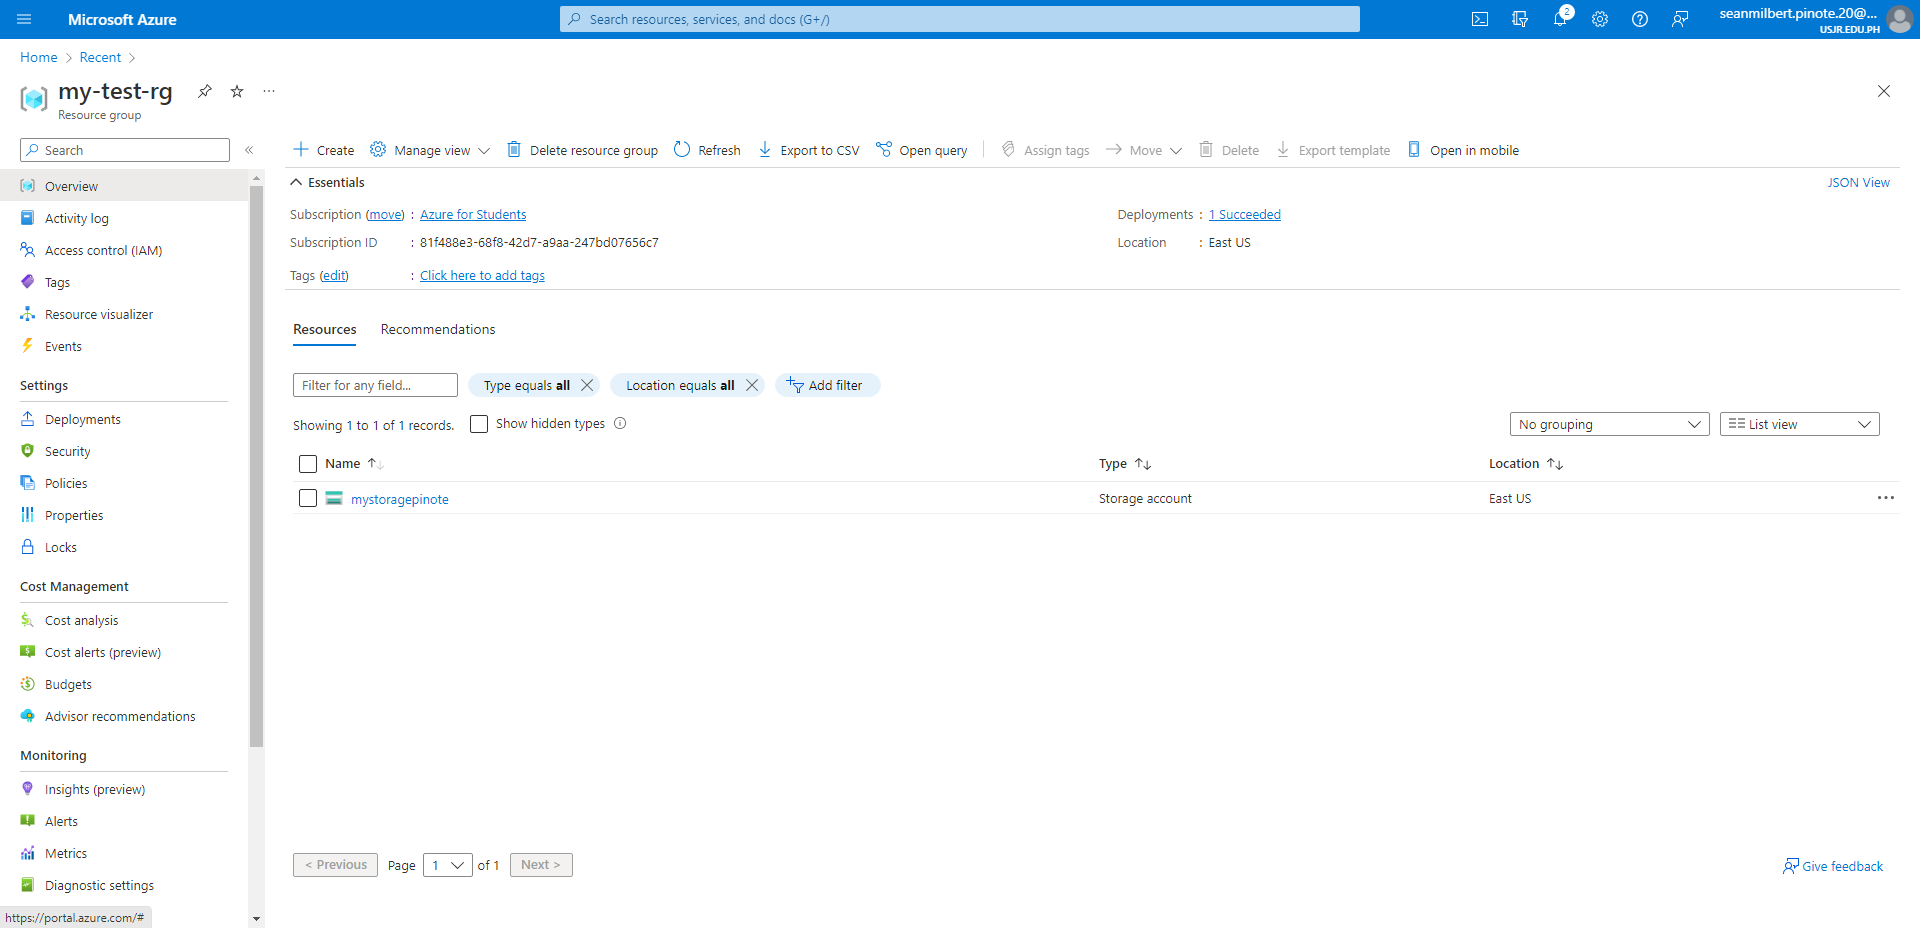 Microsoft Azure
Search resources, services, and docs (G+/)
2
seanmilbert.pinote.20@...
USJR.EDU.PH
Home > Recent >
my-test-rg
Resource group
Search
Overview
Activity log
Access control (IAM)
Tags
Resource visualizer
Events
Settings
Deployments
Security
Policies
Properties
Locks
Cost Management
Cost analysis
Cost alerts (preview)
Budgets
Advisor recommendations
Monitoring
Insights (preview)
Alerts
Metrics
Diagnostic settings
https://portal.azure.com/#
Create Manage view Delete resource group Refresh Export to CSV Open query Assign tags Move Delete Export template Open in mobile
Essentials JSON View
Subscription (move) : Azure for Students Deployments : 1 Succeeded
Subscription ID : 81f488e3-68f8-42d7-a9aa-247bd07656c7 Location : East US
Tags (edit) : Click here to add tags
Resources Recommendations
Filter for any field... Type equals all Location equals all Add filter
Showing 1 to 1 of 1 records. Show hidden types No grouping List view
Name Type Location
mystoragepinote Storage account East US
< Previous Page 1 of 1 Next > Give feedback